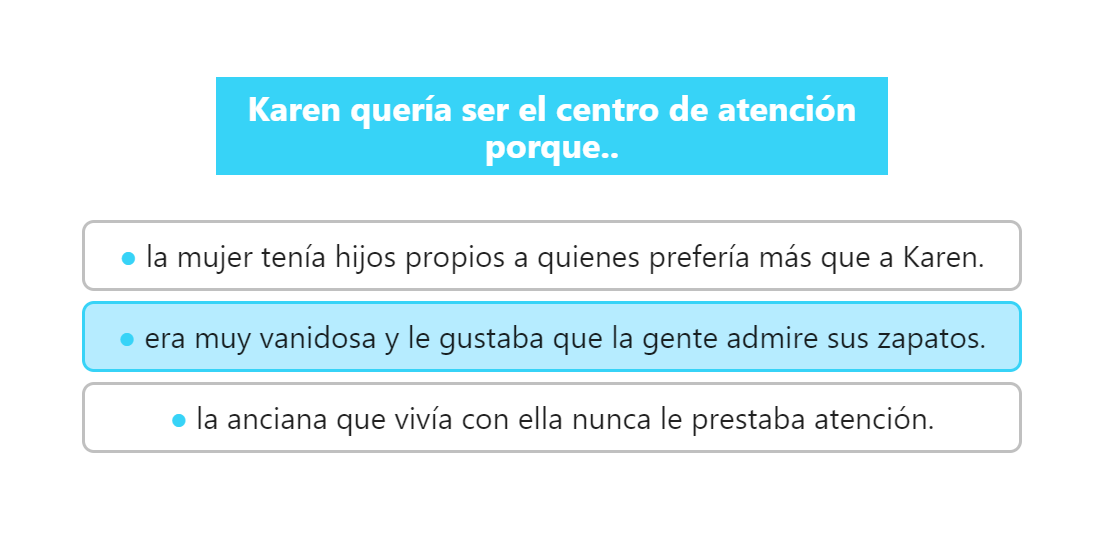 Karen quería ser el centro de atención
porque..
● la mujer tenía hijos propios a quienes prefería más que a Karen.
● era muy vanidosa y le gustaba que la gente admire sus zapatos.
● la anciana que vivía con ella nunca le prestaba atención.